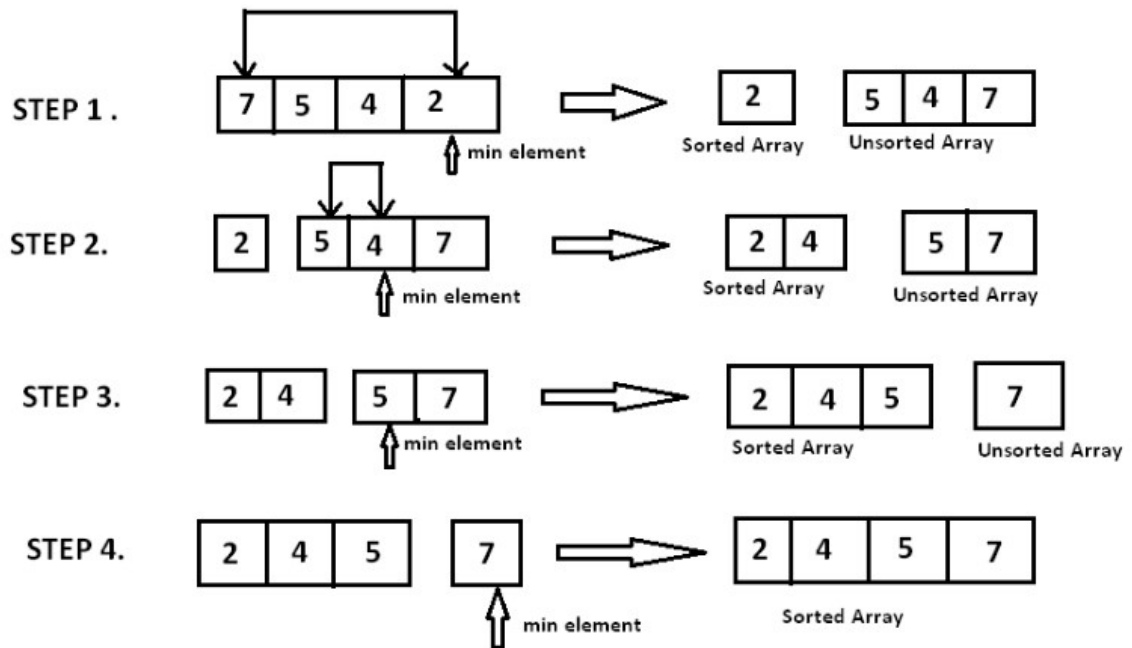 STEP 1 .
7 5 4 2
2
5 4 7
min element
Sorted Array
Unsorted Array
STEP 2.
2
5 4 7
2 4
5 7
min element
Sorted Array
Unsorted Array
STEP 3.
2 4
5 7
2 4 5
7
min element
Sorted Array
Unsorted Array
STEP 4.
2 4 5
7
2 4 5 7
min element
Sorted Array